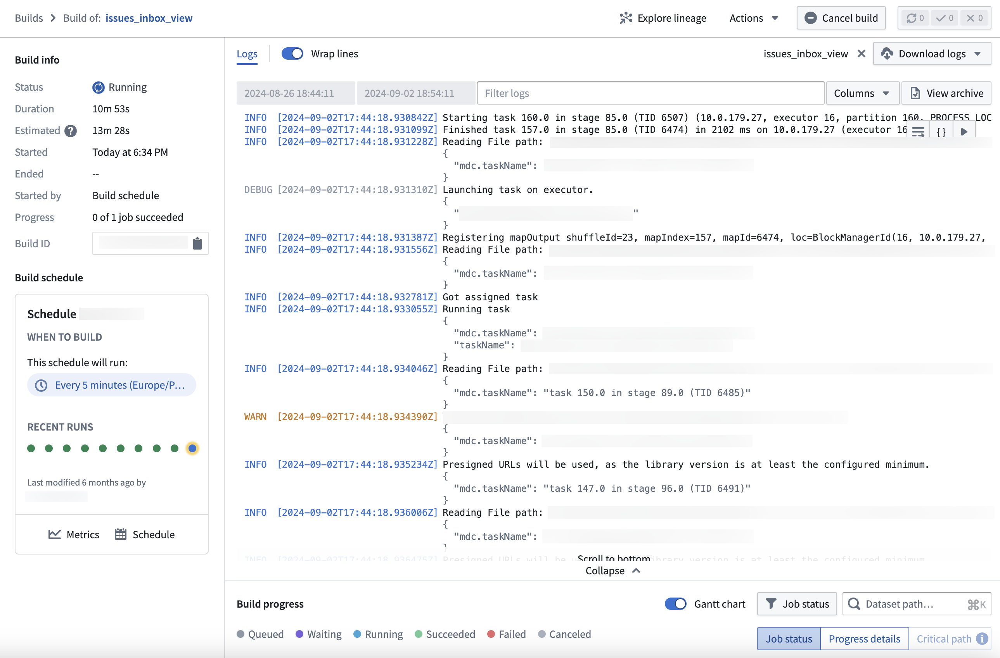 Builds > Build of: issues_inbox_view
Explore lineage
Actions
Cancel build
0 0 0
Build info
Status Running
Duration 10m 53s
Estimated ? 13m 28s
Started Today at 6:34 PM
Ended --
Started by Build schedule
Progress 0 of 1 job succeeded
Build ID
Build schedule
Schedule
WHEN TO BUILD
This schedule will run:
Every 5 minutes (Europe/P...
RECENT RUNS
Last modified 6 months ago by
Metrics Schedule
Logs
Wrap lines
issues_inbox_view
Download logs
2024-08-26 18:44:11
2024-09-02 18:54:11
Filter logs
Columns
View archive
INFO [2024-09-02T17:44:18.930842Z] Starting task 160.0 in stage 85.0 (TID 6507) (10.0.179.27, executor 16, partition 160, PROCESS_LOC
INFO [2024-09-02T17:44:18.931099Z] Finished task 157.0 in stage 85.0 (TID 6474) in 2102 ms on 10.0.179.27 (executor 16
{}
INFO [2024-09-02T17:44:18.931228Z] Reading File path:
{
"mdc.taskName":
}
DEBUG [2024-09-02T17:44:18.931310Z] Launching task on executor.
{
" "
}
INFO [2024-09-02T17:44:18.931387Z] Registering mapOutput shuffleId=23, mapIndex=157, mapId=6474, loc=BlockManagerId(16, 10.0.179.27,
INFO [2024-09-02T17:44:18.931556Z] Reading File path:
{
"mdc.taskName":
}
INFO [2024-09-02T17:44:18.932781Z] Got assigned task
INFO [2024-09-02T17:44:18.933055Z] Running task
{
"mdc.taskName":
"taskName":
}
INFO [2024-09-02T17:44:18.934046Z] Reading File path:
{
"mdc.taskName": "task 150.0 in stage 89.0 (TID 6485)"
}
WARN [2024-09-02T17:44:18.934390Z]
{
"mdc.taskName":
}
INFO [2024-09-02T17:44:18.935234Z] Presigned URLs will be used, as the library version is at least the configured minimum.
{
"mdc.taskName": "task 147.0 in stage 96.0 (TID 6491)"
}
INFO [2024-09-02T17:44:18.936006Z] Reading File path:
{
"mdc.taskName":
}
INFO [2024-09-02T17:44:18.936475Z] Presigned URLs will be library version is at least the configured minimum
Scroll to bottom
Collapse
Build progress
Gantt chart
Job status
Dataset path...
⌘K
Queued Waiting Running Succeeded Failed Canceled
Job status Progress details Critical path i